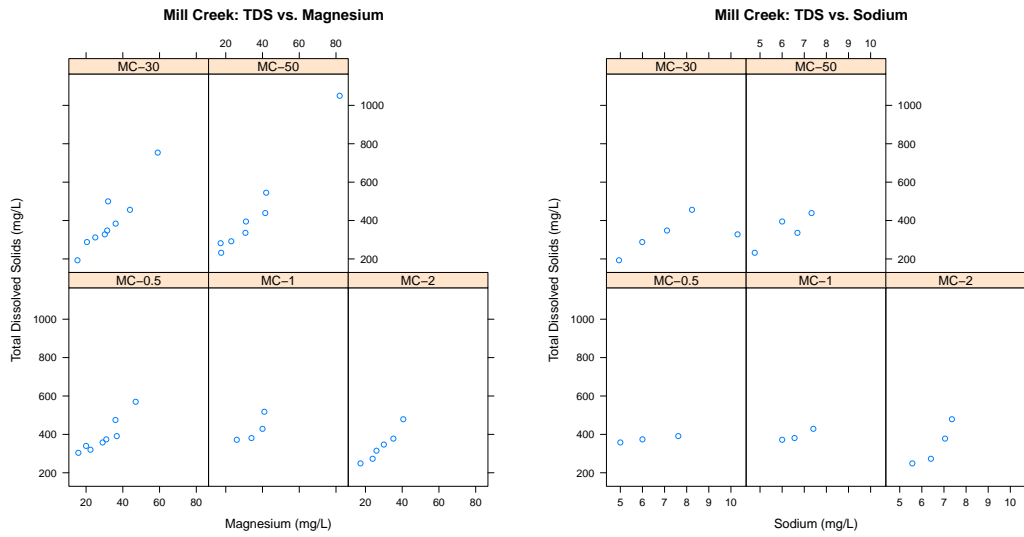 Mill Creek: TDS vs. Magnesium
20 40 60 80
MC−30 MC−50
1000
800
600
400
200
MC−0.5 MC−1 MC−2
1000
800
600
400
200
20 40 60 80 20 40 60 80
Total Dissolved Solids (mg/L)
Magnesium (mg/L)
Mill Creek: TDS vs. Sodium
5 6 7 8 9 10
MC−30 MC−50
1000
800
600
400
200
MC−0.5 MC−1 MC−2
1000
800
600
400
200
5 6 7 8 9 10 5 6 7 8 9 10
Total Dissolved Solids (mg/L)
Sodium (mg/L)